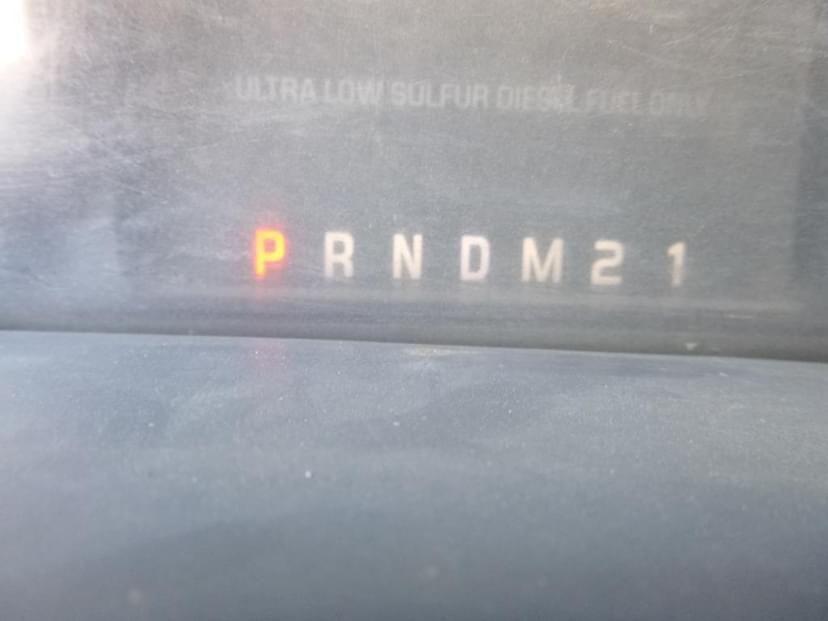 ULTRA LOW SULFUR DIESEL FUEL ONLY
P R N D M 2 1